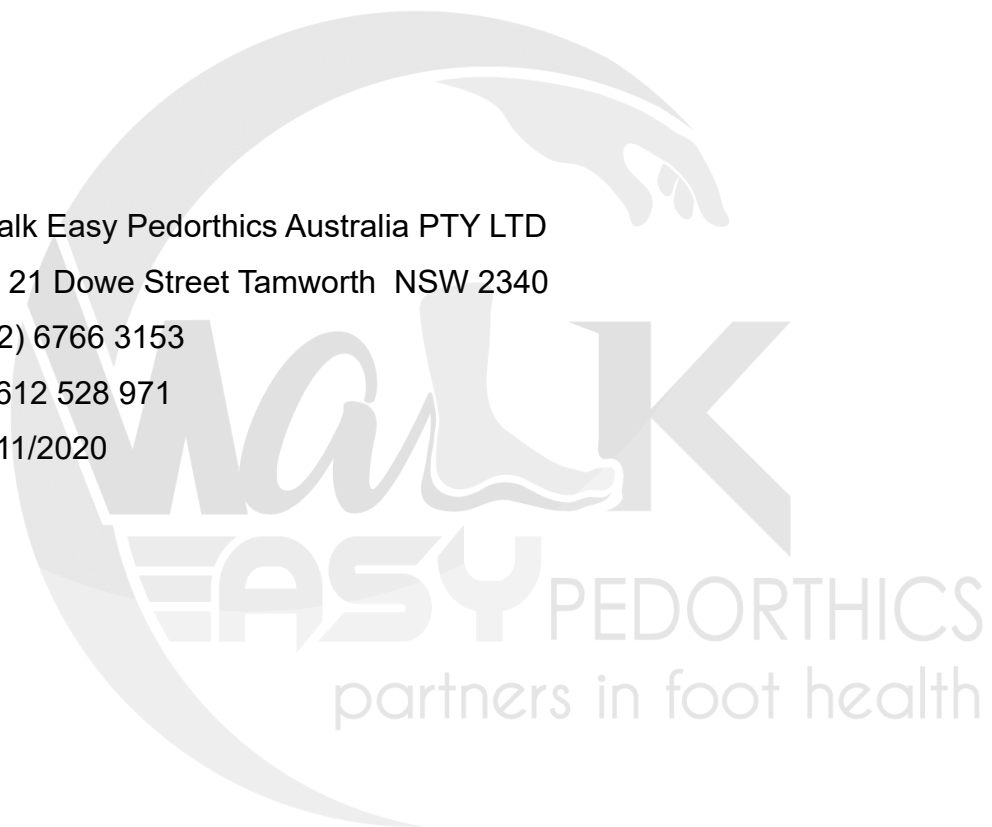 alk Easy Pedorthics Australia PTY LTD
21 Dowe Street Tamworth  NSW 2340
2) 6766 3153
612 528 971
11/2020
WalK
EASY PEDORTHICS
partners in foot health